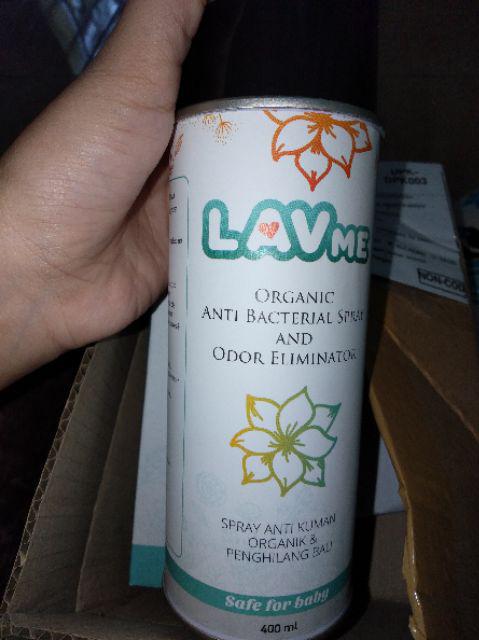 LAVME
ORGANIC
ANTI BACTERIAL SPRAY
AND
ODOR ELIMINATOR
SPRAY ANTI KUMAN
ORGANIK &
PENGHILANG BAU
Safe for baby
400 ml
NON-COD